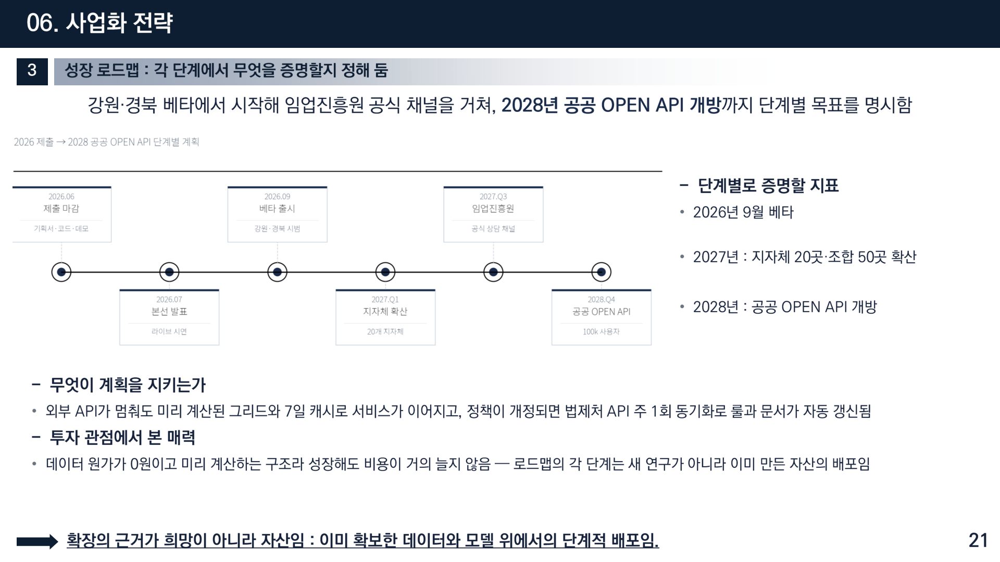 06. 사업화 전략
3
성장 로드맵 : 각 단계에서 무엇을 증명할지 정해 둠
강원·경북 베타에서 시작해 임업진흥원 공식 채널을 거쳐, 2028년 공공 OPEN API 개방까지 단계별 목표를 명시함
2026 제출 → 2028 공공 OPEN API 단계별 계획
2026.06
제출 마감
기획서·코드·데모
2026.07
본선 발표
라이브 시연
2026.09
베타 출시
강원·경북 시범
2027.Q1
지자체 확산
20개 지자체
2027.Q3
임업진흥원
공식 상담 채널
2028.Q4
공공 OPEN API
100k 사용자
– 단계별로 증명할 지표
• 2026년 9월 베타
• 2027년 : 지자체 20곳·조합 50곳 확산
• 2028년 : 공공 OPEN API 개방
– 무엇이 계획을 지키는가
• 외부 API가 멈춰도 미리 계산된 그리드와 7일 캐시로 서비스가 이어지고, 정책이 개정되면 법제처 API 주 1회 동기화로 룰과 문서가 자동 갱신됨
– 투자 관점에서 본 매력
• 데이터 원가가 0원이고 미리 계산하는 구조라 성장해도 비용이 거의 늘지 않음 — 로드맵의 각 단계는 새 연구가 아니라 이미 만든 자산의 배포임
확장의 근거가 희망이 아니라 자산임 : 이미 확보한 데이터와 모델 위에서의 단계적 배포임.
21